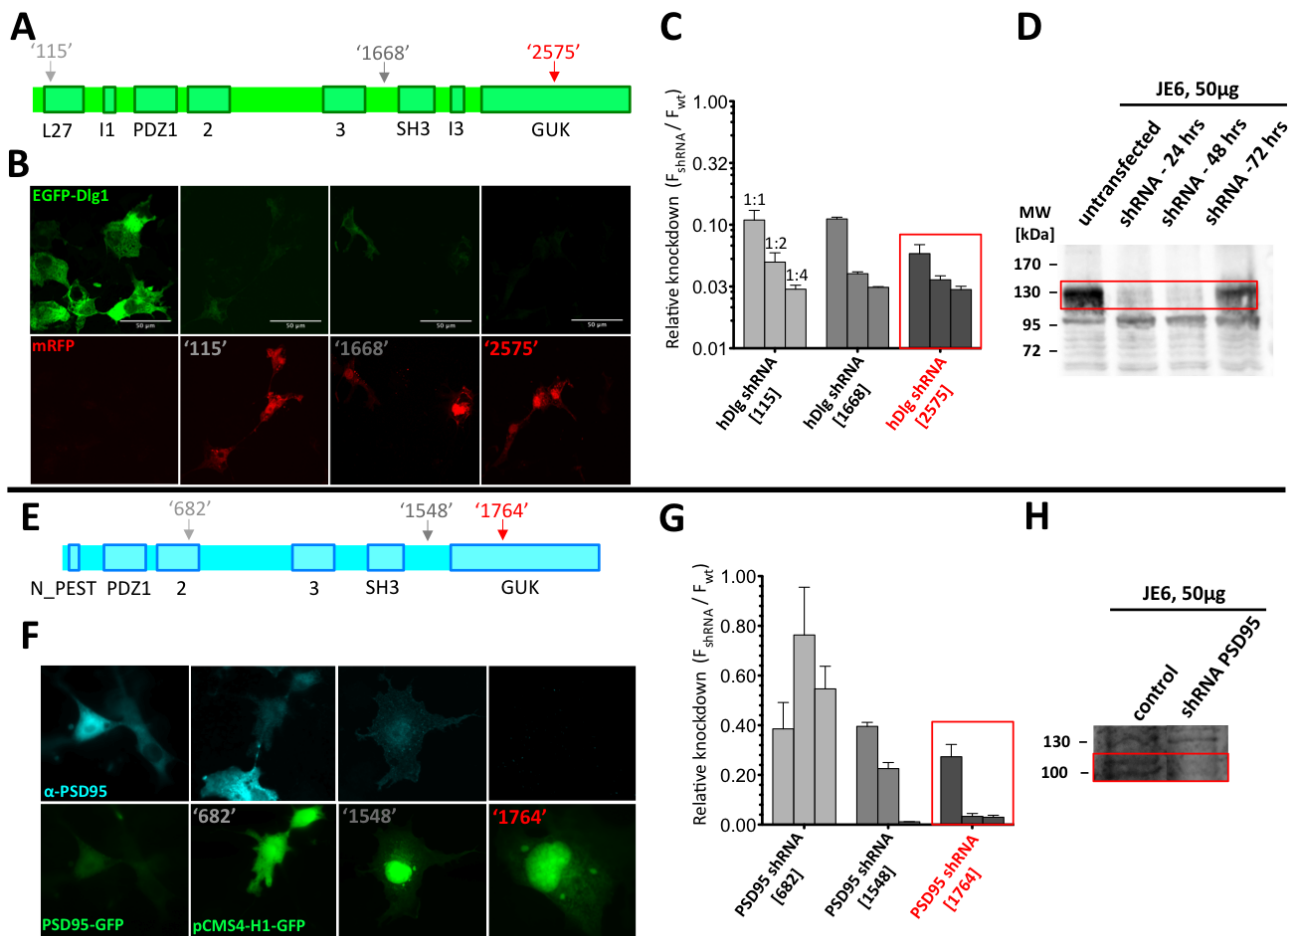 A
‘115’
‘1668’
‘2575’
L27
I1
PDZ1
2
3
SH3
I3
GUK
B
EGFP-Dlg1
50 µm
50 µm
50 µm
50 µm
mRFP
‘115’
‘1668’
‘2575’
C
Relative knockdown (FshRNA / Fwt)
1.00
0.32
0.10
0.03
0.01
1:1
1:2
1:4
hDlg shRNA
[115]
hDlg shRNA
[1668]
hDlg shRNA
[2575]
D
JE6, 50µg
untransfected
shRNA - 24 hrs
shRNA - 48 hrs
shRNA -72 hrs
MW
[kDa]
170
130
95
72
E
‘682’
‘1548’
‘1764’
N_PEST
PDZ1
2
3
SH3
GUK
F
α-PSD95
‘682’
‘1548’
‘1764’
PSD95-GFP
pCMS4-H1-GFP
G
Relative knockdown (FshRNA / Fwt)
1.00
0.80
0.60
0.40
0.20
0.00
PSD95 shRNA
[682]
PSD95 shRNA
[1548]
PSD95 shRNA
[1764]
H
JE6, 50µg
control
shRNA PSD95
130
100